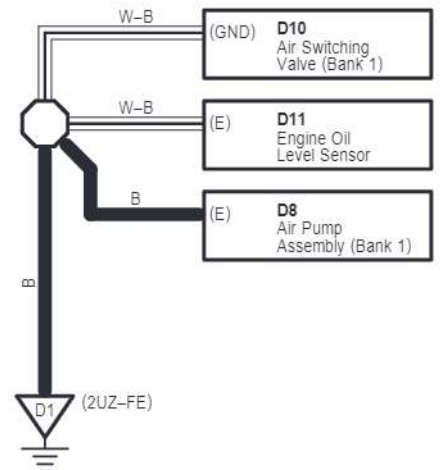 W–B
(GND) D10
Air Switching
Valve (Bank 1)
W–B
(E) D11
Engine Oil
Level Sensor
B
(E) D8
Air Pump
Assembly (Bank 1)
B
D1 (2UZ–FE)